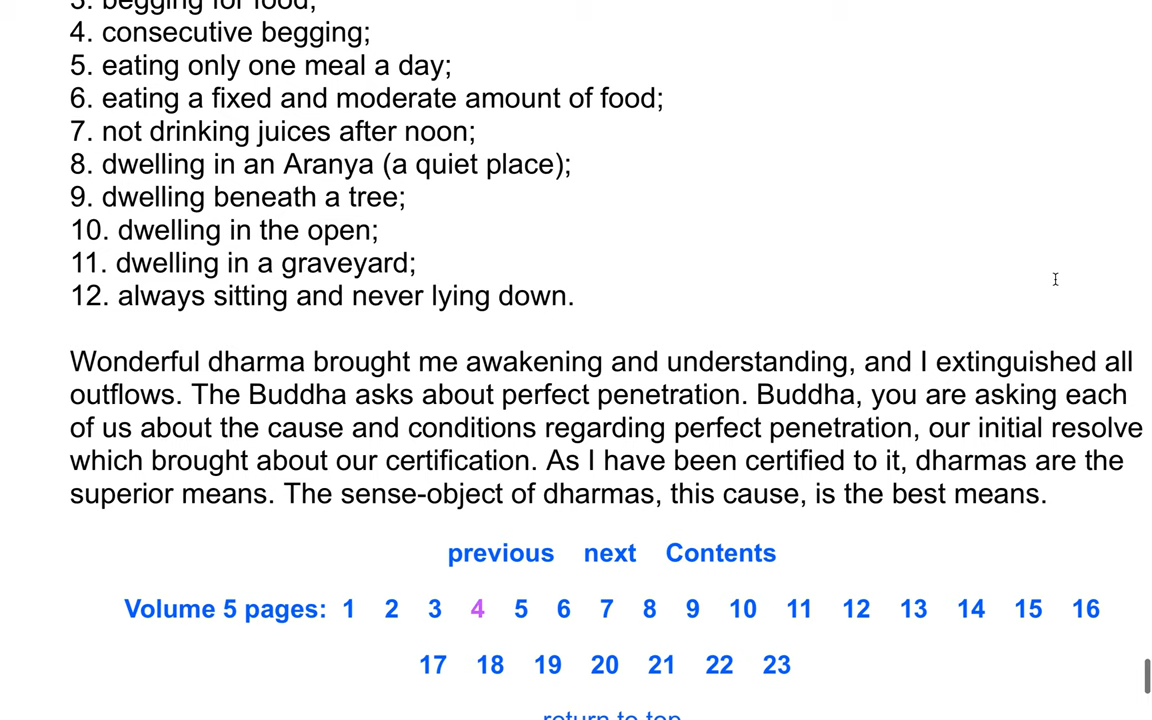 3. begging for food;
4. consecutive begging;
5. eating only one meal a day;
6. eating a fixed and moderate amount of food;
7. not drinking juices after noon;
8. dwelling in an Aranya (a quiet place);
9. dwelling beneath a tree;
10. dwelling in the open;
11. dwelling in a graveyard;
12. always sitting and never lying down.
Wonderful dharma brought me awakening and understanding, and I extinguished all
outflows. The Buddha asks about perfect penetration. Buddha, you are asking each
of us about the cause and conditions regarding perfect penetration, our initial resolve
which brought about our certification. As I have been certified to it, dharmas are the
superior means. The sense-object of dharmas, this cause, is the best means.
previous next Contents
Volume 5 pages: 1 2 3 4 5 6 7 8 9 10 11 12 13 14 15 16
17 18 19 20 21 22 23
return to top